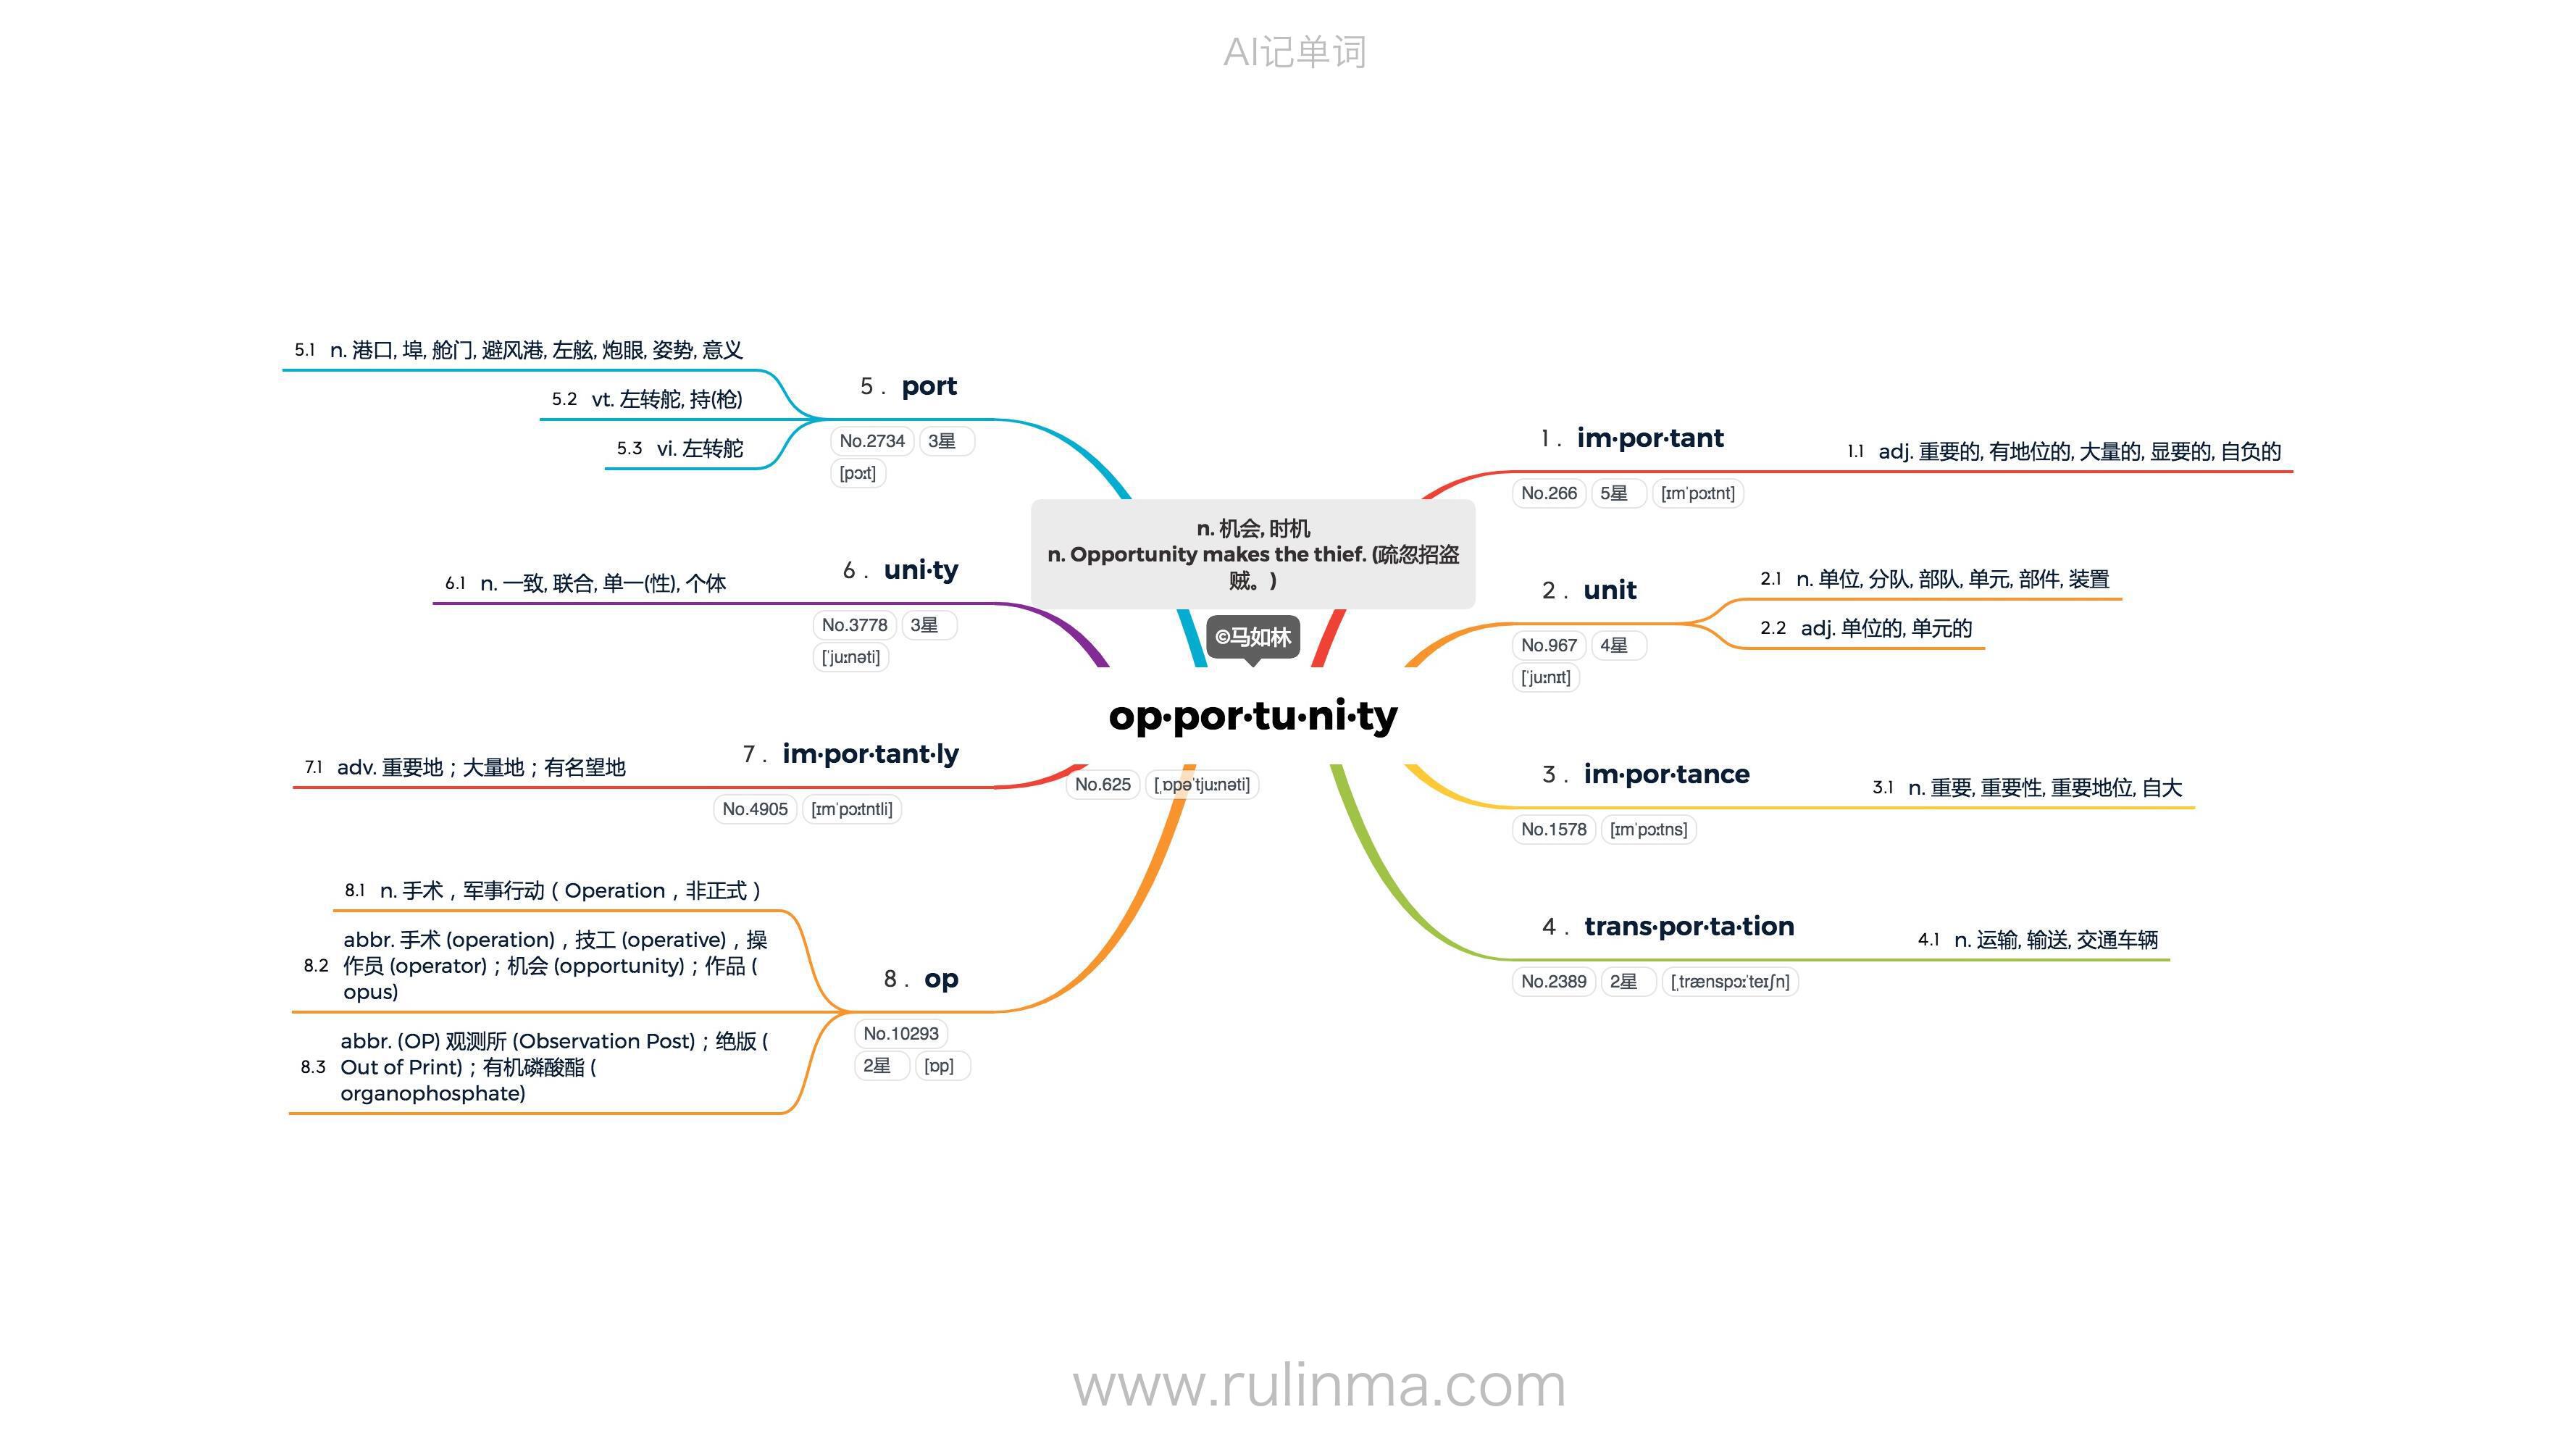 AI记单词
n. 机会, 时机
n. Opportunity makes the thief. (疏忽招盗
贼。)
©马如林
op·por·tu·ni·ty
No.625 [ˌɒpəˈtjuːnəti]
1 . im·por·tant
No.266 5星 [ɪmˈpɔːtnt]
1.1 adj. 重要的, 有地位的, 大量的, 显要的, 自负的
2 . unit
No.967 4星
[ˈjuːnɪt]
2.1 n. 单位, 分队, 部队, 单元, 部件, 装置
2.2 adj. 单位的, 单元的
3 . im·por·tance
No.1578 [ɪmˈpɔːtns]
3.1 n. 重要, 重要性, 重要地位, 自大
4 . trans·por·ta·tion
No.2389 2星 [ˌtrænspɔːˈteɪʃn]
4.1 n. 运输, 输送, 交通车辆
5 . port
No.2734 3星
[pɔːt]
5.1 n. 港口, 埠, 舱门, 避风港, 左舷, 炮眼, 姿势, 意义
5.2 vt. 左转舵, 持(枪)
5.3 vi. 左转舵
6 . uni·ty
No.3778 3星
[ˈjuːnəti]
6.1 n. 一致, 联合, 单一(性), 个体
7 . im·por·tant·ly
No.4905 [ɪmˈpɔːtntli]
7.1 adv. 重要地；大量地；有名望地
8 . op
No.10293
2星 [ɒp]
8.1 n. 手术，军事行动（Operation，非正式）
8.2 abbr. 手术 (operation)，技工 (operative)，操
作员 (operator)；机会 (opportunity)；作品 (
opus)
8.3 abbr. (OP) 观测所 (Observation Post)；绝版 (
Out of Print)；有机磷酸酯 (
organophosphate)
www.rulinma.com